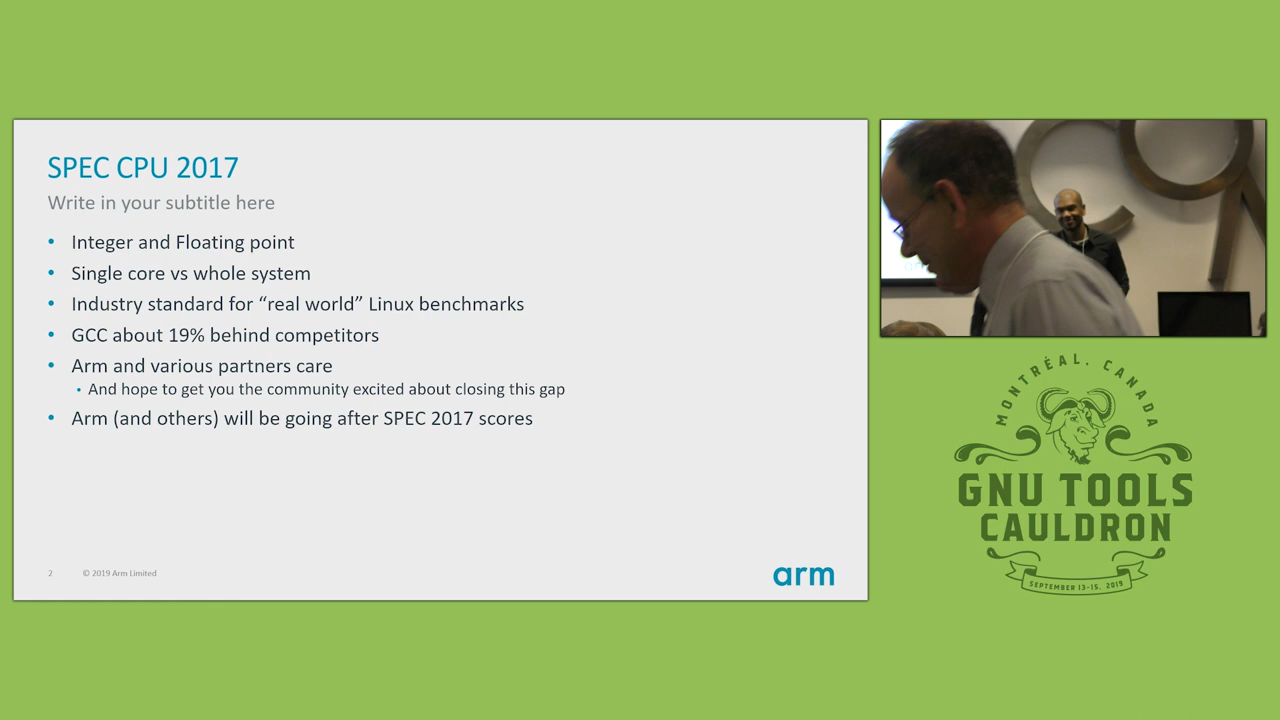 SPEC CPU 2017
Write in your subtitle here
• Integer and Floating point
• Single core vs whole system
• Industry standard for “real world” Linux benchmarks
• GCC about 19% behind competitors
• Arm and various partners care
• And hope to get you the community excited about closing this gap
• Arm (and others) will be going after SPEC 2017 scores
2
© 2019 Arm Limited
arm
MONTRÉAL, CANADA
GNU TOOLS
CAULDRON
SEPTEMBER 13-15, 2019